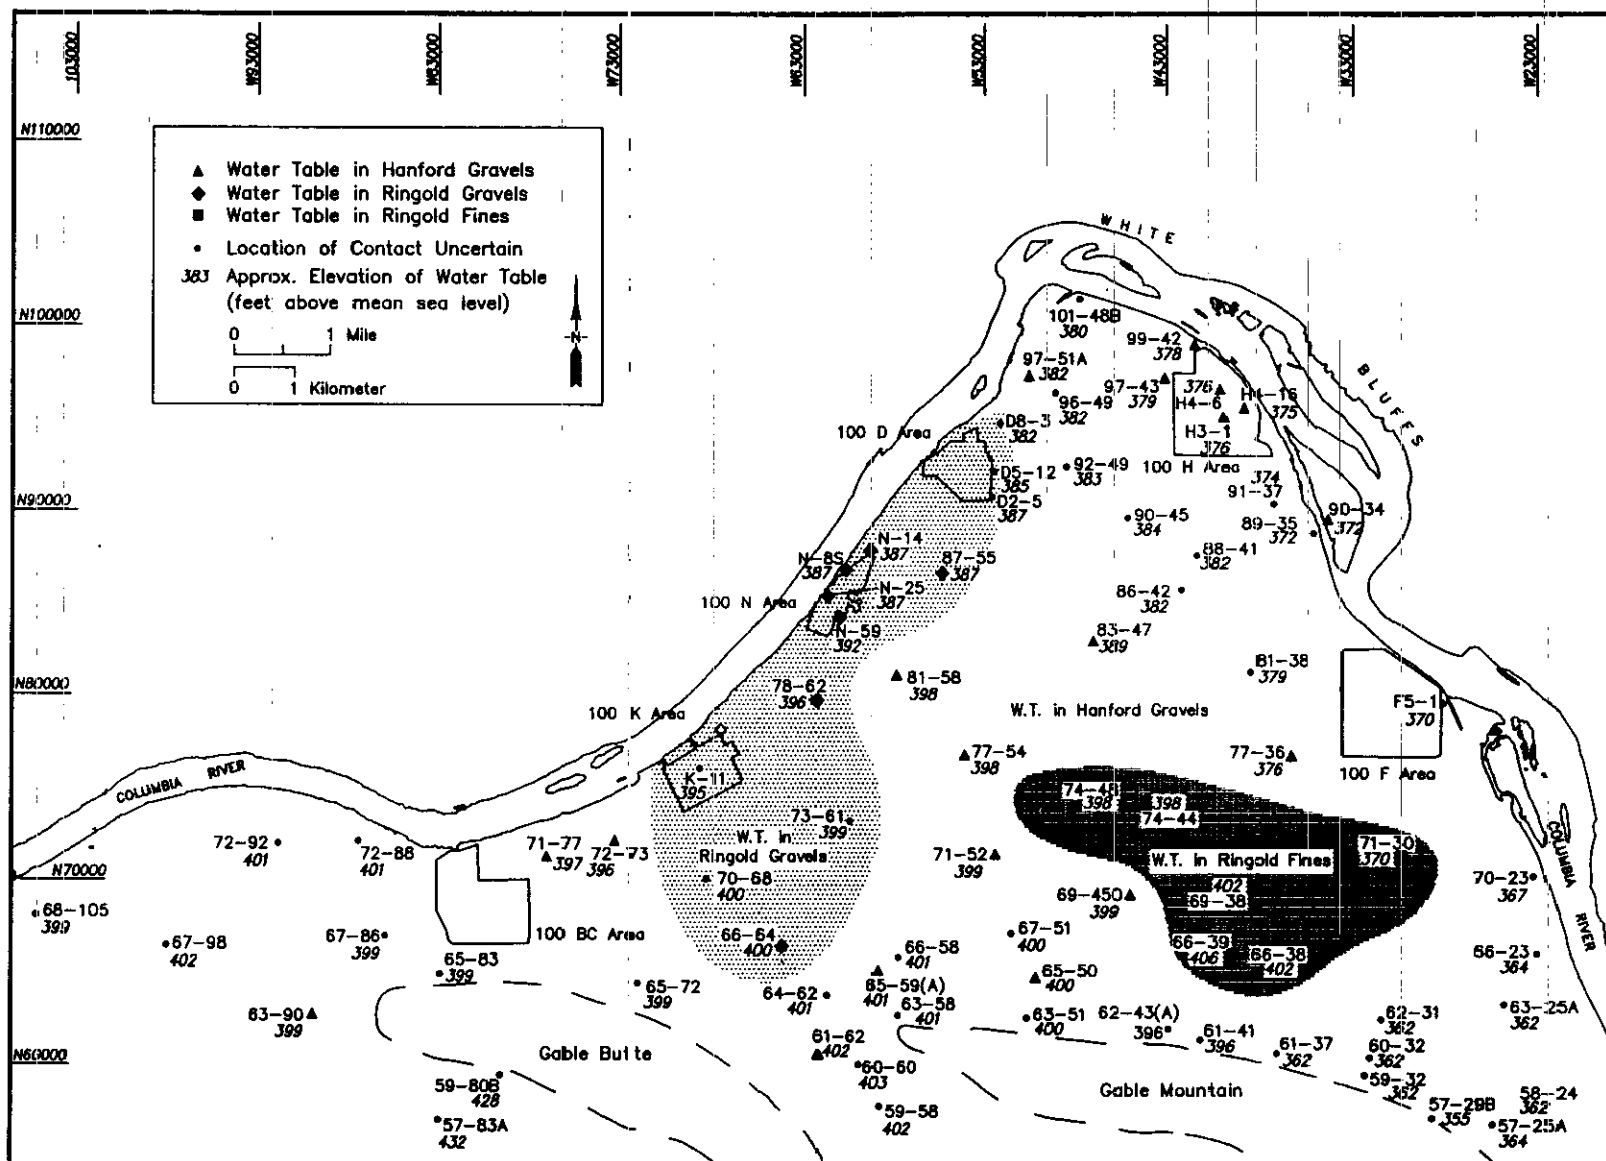 103000
W93000
W83000
W73000
W63000
W53000
W43000
W33000
W23000
N110000
Water Table in Hanford Gravels
Water Table in Ringold Gravels
Water Table in Ringold Fines
Location of Contact Uncertain
383 Approx. Elevation of Water Table
(feet above mean sea level)
0 1 Mile
0 1 Kilometer
-N-
WHITE
BLUFFS
N100000
101-48B
380
99-42
378
97-51A
382
97-43
379
96-49
382
376
H4-6
H4-16
375
H3-1
376
100 H Area
D8-3
382
100 D Area
D5-12
385
D2-5
387
92-49
383
374
91-37
N90000
90-45
384
90-34
372
89-35
372
88-41
382
N-14
387
N-8S
387
87-55
387
N-25
387
86-42
382
100 N Area
N-59
392
83-47
389
N80000
81-58
398
81-38
379
78-62
396
F5-1
370
100 K Area
W.T. in Hanford Gravels
77-54
398
77-36
376
100 F Area
K-11
395
COLUMBIA RIVER
74-48
398
398
74-44
73-61
399
W.T. in
Ringold Gravels
72-92
401
72-88
401
71-77
397
72-73
396
71-52
399
W.T. in Ringold Fines
71-30
370
COLUMBIA RIVER
N70000
70-68
400
402
69-38
69-450
399
70-23
367
68-105
399
67-98
402
67-86
399
100 BC Area
66-64
400
67-51
400
66-58
401
66-39
406
66-38
402
66-23
364
65-83
399
65-72
399
65-59(A)
401
65-50
400
64-62
401
63-90
399
63-58
401
63-51
400
62-43(A)
396
62-31
362
63-25A
362
61-62
402
61-41
396
61-37
362
60-32
362
N60000
Gable Butte
60-60
403
Gable Mountain
59-80B
428
59-58
402
59-32
362
58-24
362
57-83A
432
57-29B
355
57-25A
364